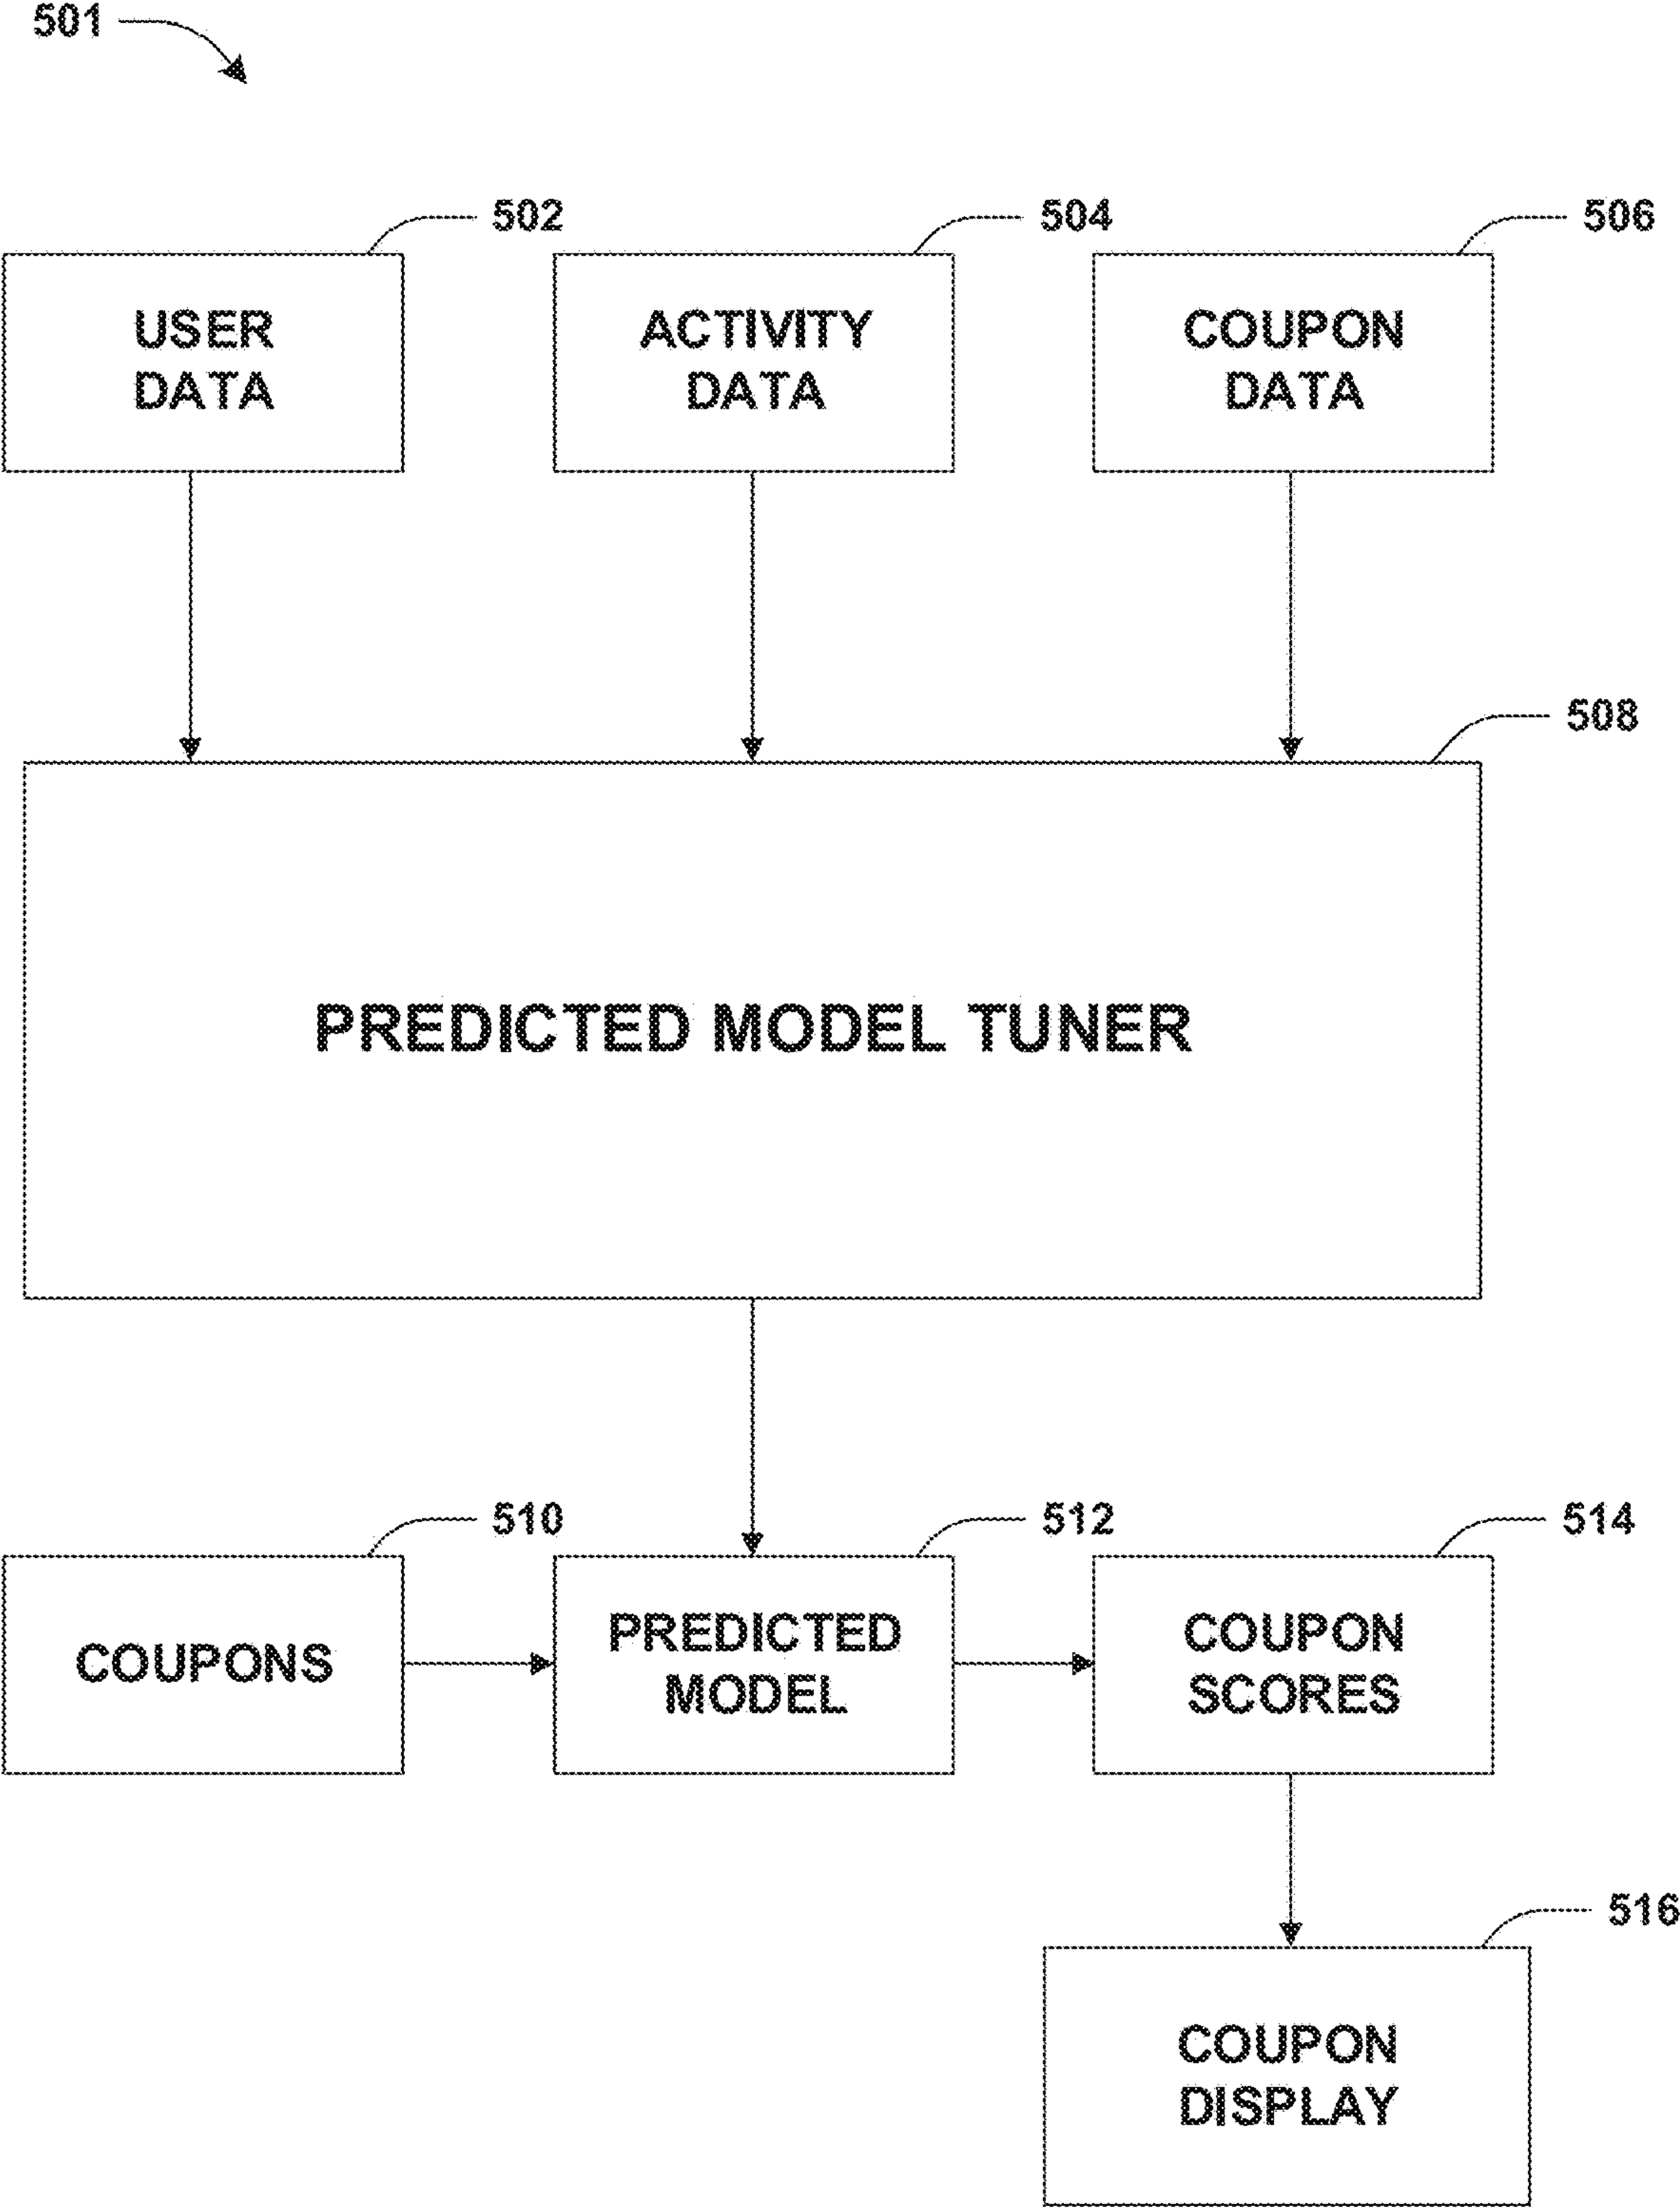 501
502
504
506
USER
DATA
ACTIVITY
DATA
COUPON
DATA
508
PREDICTED MODEL TUNER
510
512
514
COUPONS
PREDICTED
MODEL
COUPON
SCORES
516
COUPON
DISPLAY